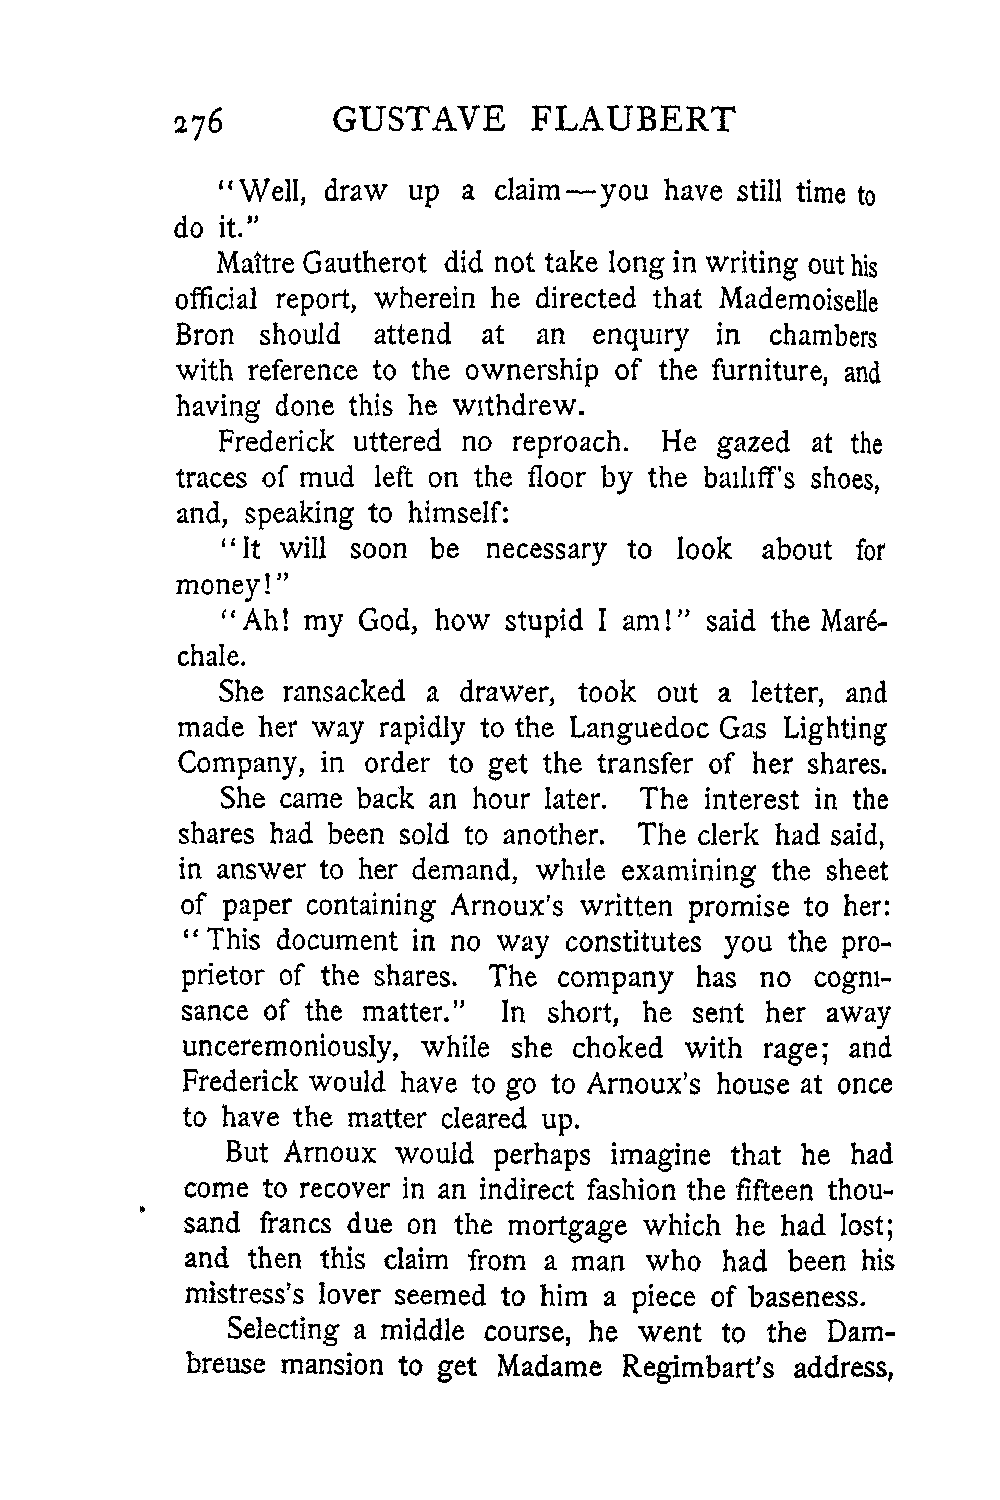 276 GUSTAVE FLAUBERT
"Well, draw up a claim—you have still time to
do it."
Maître Gautherot did not take long in writing out his
official report, wherein he directed that Mademoiselle
Bron should attend at an enquiry in chambers
with reference to the ownership of the furniture, and
having done this he withdrew.
Frederick uttered no reproach. He gazed at the
traces of mud left on the floor by the bailiff's shoes,
and, speaking to himself:
"It will soon be necessary to look about for
money!"
"Ah! my God, how stupid I am!" said the Maré-
chale.
She ransacked a drawer, took out a letter, and
made her way rapidly to the Languedoc Gas Lighting
Company, in order to get the transfer of her shares.
She came back an hour later. The interest in the
shares had been sold to another. The clerk had said,
in answer to her demand, while examining the sheet
of paper containing Arnoux's written promise to her:
"This document in no way constitutes you the pro-
prietor of the shares. The company has no cogni-
sance of the matter." In short, he sent her away
unceremoniously, while she choked with rage; and
Frederick would have to go to Arnoux's house at once
to have the matter cleared up.
But Arnoux would perhaps imagine that he had
come to recover in an indirect fashion the fifteen thou-
sand francs due on the mortgage which he had lost;
and then this claim from a man who had been his
mistress's lover seemed to him a piece of baseness.
Selecting a middle course, he went to the Dam-
breuse mansion to get Madame Regimbart's address,